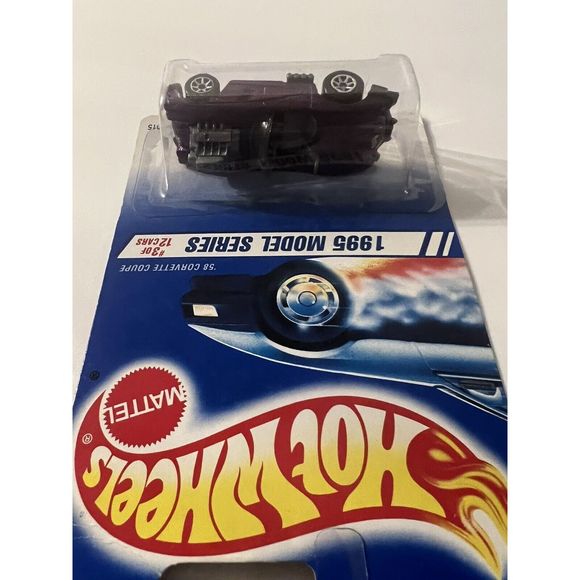 HOT WHEELS®
MATTEL
®
'58 CORVETTE COUPE
1995 MODEL SERIES
#3 OF
12 CARS